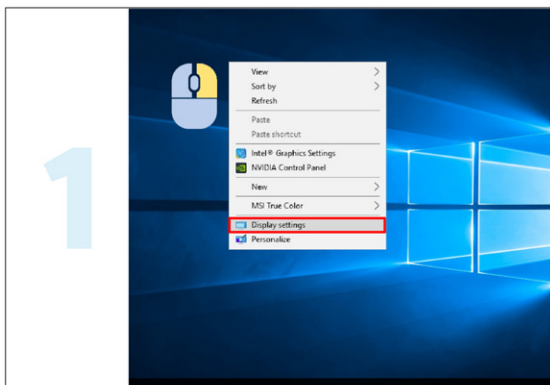 1
View
Sort by
Refresh
Paste
Paste shortcut
Intel® Graphics Settings
NVIDIA Control Panel
New
MSI True Color
Display settings
Personalize